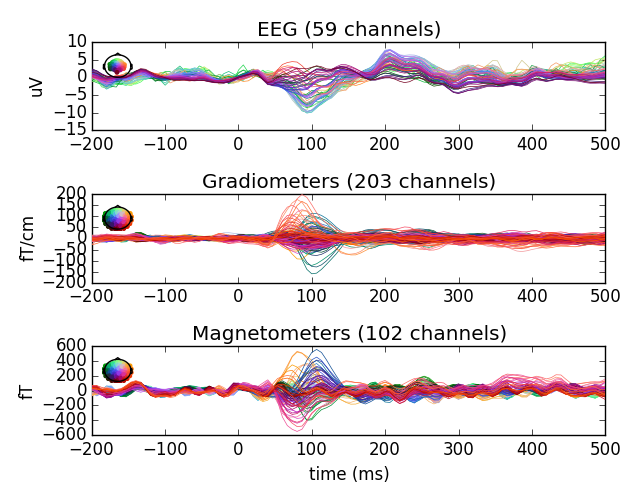 EEG (59 channels)
10
5
0
−5
−10
−15
uV
−200 −100 0 100 200 300 400 500
Gradiometers (203 channels)
200
150
100
50
0
−50
−100
−150
−200
fT/cm
−200 −100 0 100 200 300 400 500
Magnetometers (102 channels)
600
400
200
0
−200
−400
−600
fT
−200 −100 0 100 200 300 400 500
time (ms)